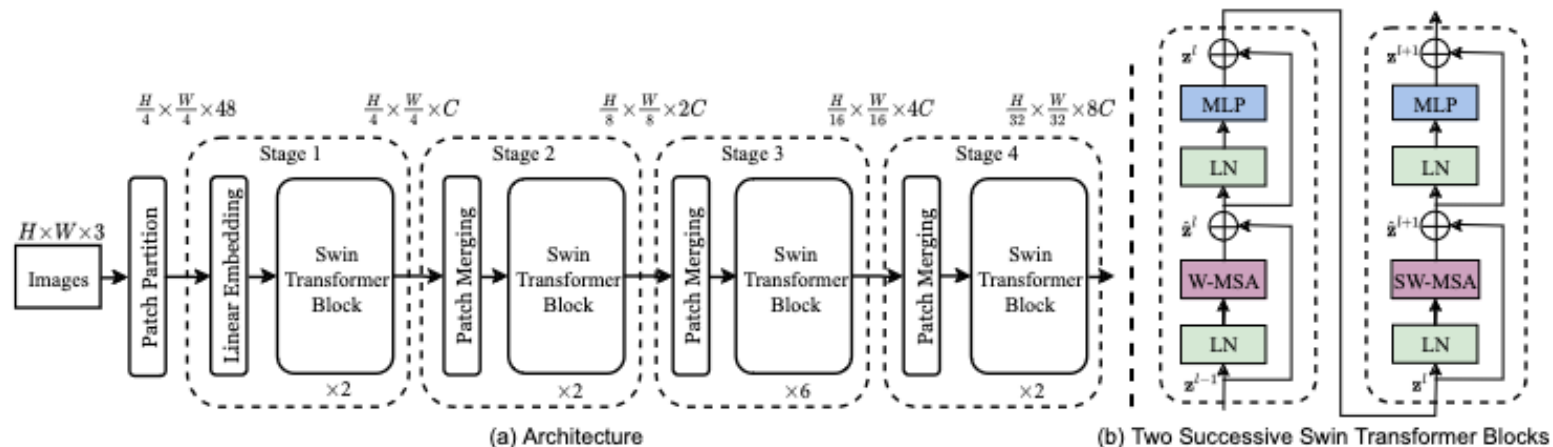 H/4 × W/4 × 48
H/4 × W/4 × C
H/8 × W/8 × 2C
H/16 × W/16 × 4C
H/32 × W/32 × 8C
Stage 1
Stage 2
Stage 3
Stage 4
H×W×3
Images
Patch Partition
Linear Embedding
Swin
Transformer
Block
×2
Patch Merging
Swin
Transformer
Block
×2
Patch Merging
Swin
Transformer
Block
×6
Patch Merging
Swin
Transformer
Block
×2
(a) Architecture
z^l
MLP
LN
ẑ^l
W-MSA
LN
z^{l-1}
z^{l+1}
MLP
LN
ẑ^{l+1}
SW-MSA
LN
z^l
(b) Two Successive Swin Transformer Blocks